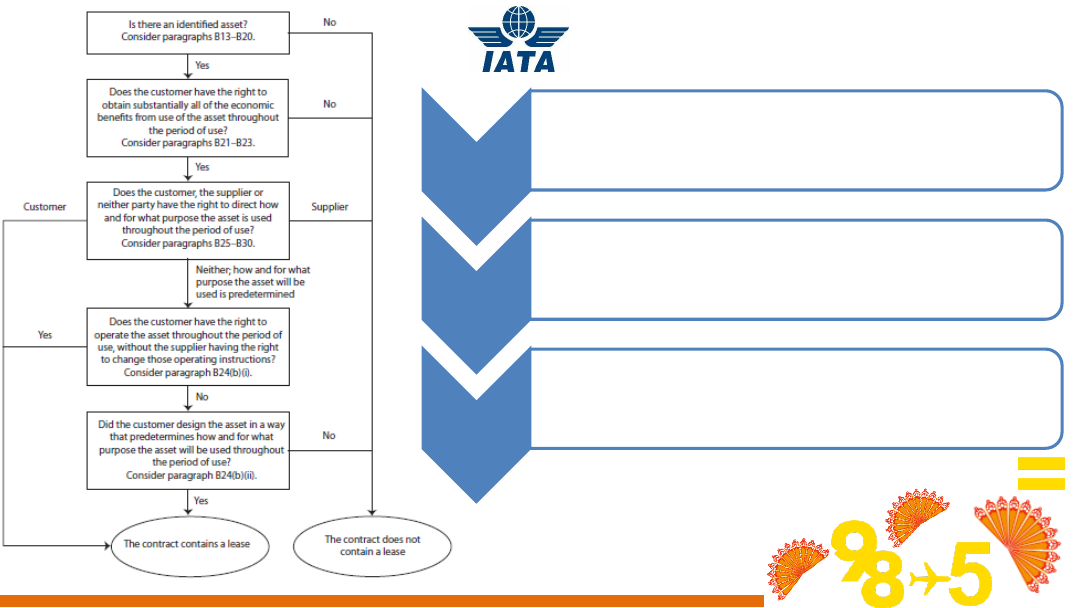 Is there an identified asset?
Consider paragraphs B13–B20.
No
Yes
Does the customer have the right to
obtain substantially all of the economic
benefits from use of the asset throughout
the period of use?
Consider paragraphs B21–B23.
No
Yes
Customer
Does the customer, the supplier or
neither party have the right to direct how
and for what purpose the asset is used
throughout the period of use?
Consider paragraphs B25–B30.
Supplier
Neither; how and for what
purpose the asset will be
used is predetermined
Yes
Does the customer have the right to
operate the asset throughout the period of
use, without the supplier having the right
to change those operating instructions?
Consider paragraph B24(b)(i).
No
Did the customer design the asset in a way
that predetermines how and for what
purpose the asset will be used throughout
the period of use?
Consider paragraph B24(b)(ii).
No
Yes
The contract contains a lease
The contract does not
contain a lease
IATA
98 5